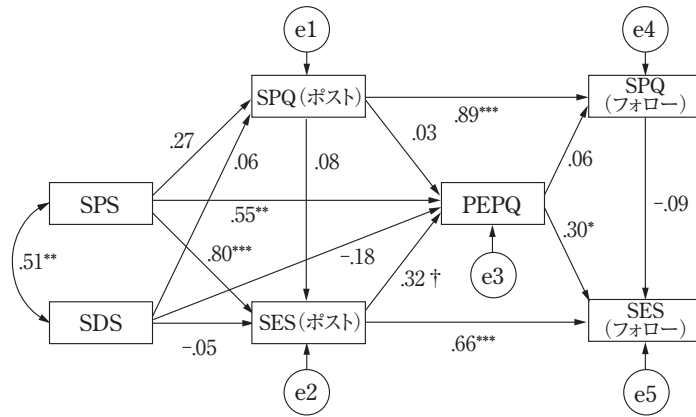 e1
e4
SPQ（ポスト）
SPQ
（フォロー）
.89***
.27
.06
.03
.08
.06
SPS
.55**
PEPQ
-.09
.51**
.80***
-.18
.30*
.32 †
e3
SDS
SES（ポスト）
SES
（フォロー）
-.05
.66***
e2
e5